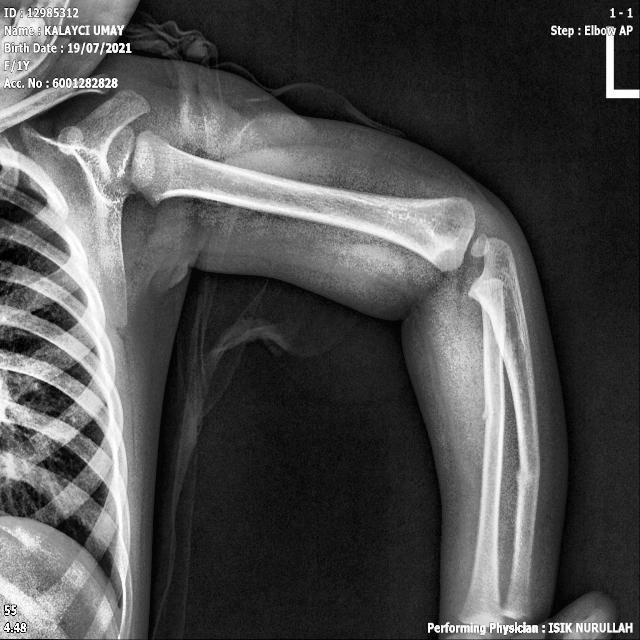 ID : 12985312
Name : KALAYCI UMAY
Birth Date : 19/07/2021
F/1Y
Acc. No : 6001282828
1 - 1
Step : Elbow AP
L
55
4.48
Performing Physician : ISIK NURULLAH